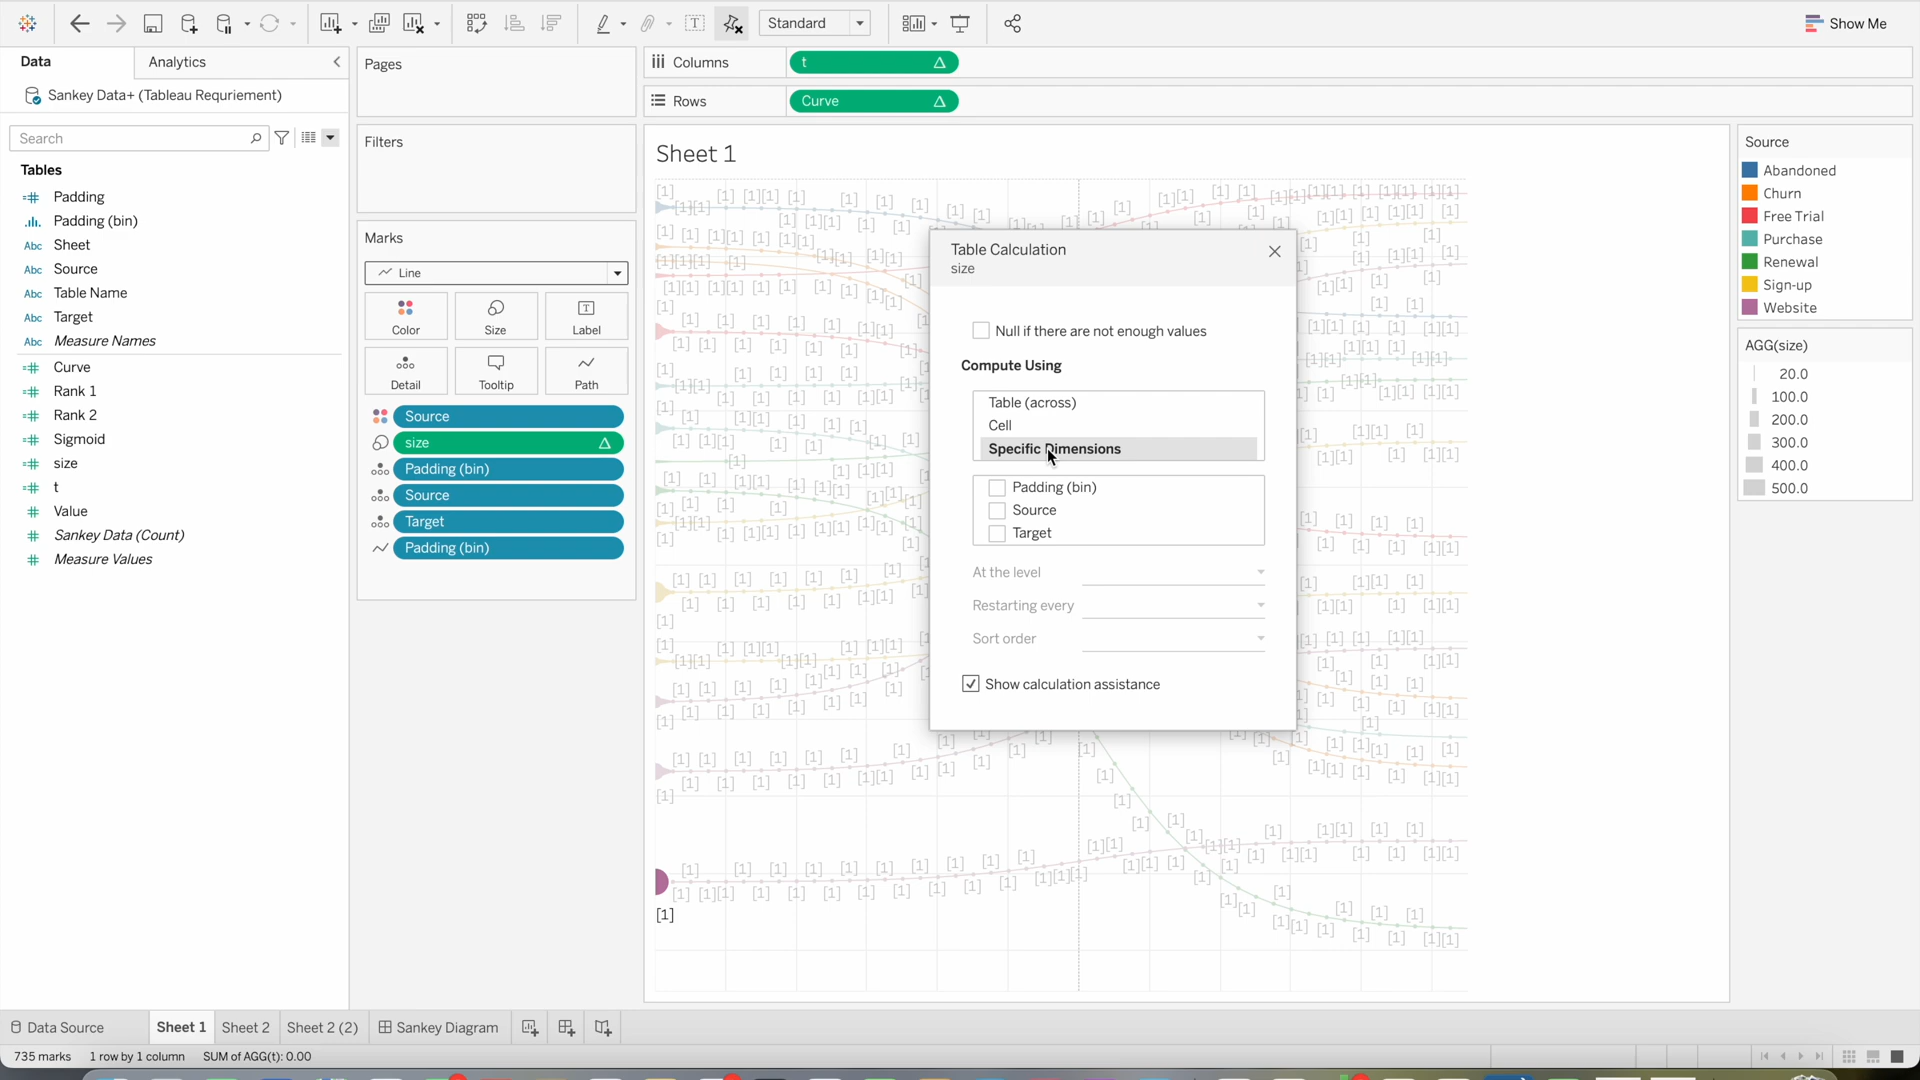 Standard
Show Me
Data
Analytics
Sankey Data+ (Tableau Requriement)
Search
Tables
Padding
Padding (bin)
Abc Sheet
Abc Source
Abc Table Name
Abc Target
Abc Measure Names
Curve
Rank 1
Rank 2
Sigmoid
size
t
Value
Sankey Data (Count)
Measure Values
Pages
Filters
Marks
Line
Color
Size
Label
Detail
Tooltip
Path
Source
size
Padding (bin)
Source
Target
Padding (bin)
Columns
t
Rows
Curve
Sheet 1
[1]
Table Calculation
size
Null if there are not enough values
Compute Using
Table (across)
Cell
Specific Dimensions
Padding (bin)
Source
Target
At the level
Restarting every
Sort order
Show calculation assistance
Source
Abandoned
Churn
Free Trial
Purchase
Renewal
Sign-up
Website
AGG(size)
20.0
100.0
200.0
300.0
400.0
500.0
Data Source
Sheet 1
Sheet 2
Sheet 2 (2)
Sankey Diagram
735 marks 1 row by 1 column SUM of AGG(t): 0.00